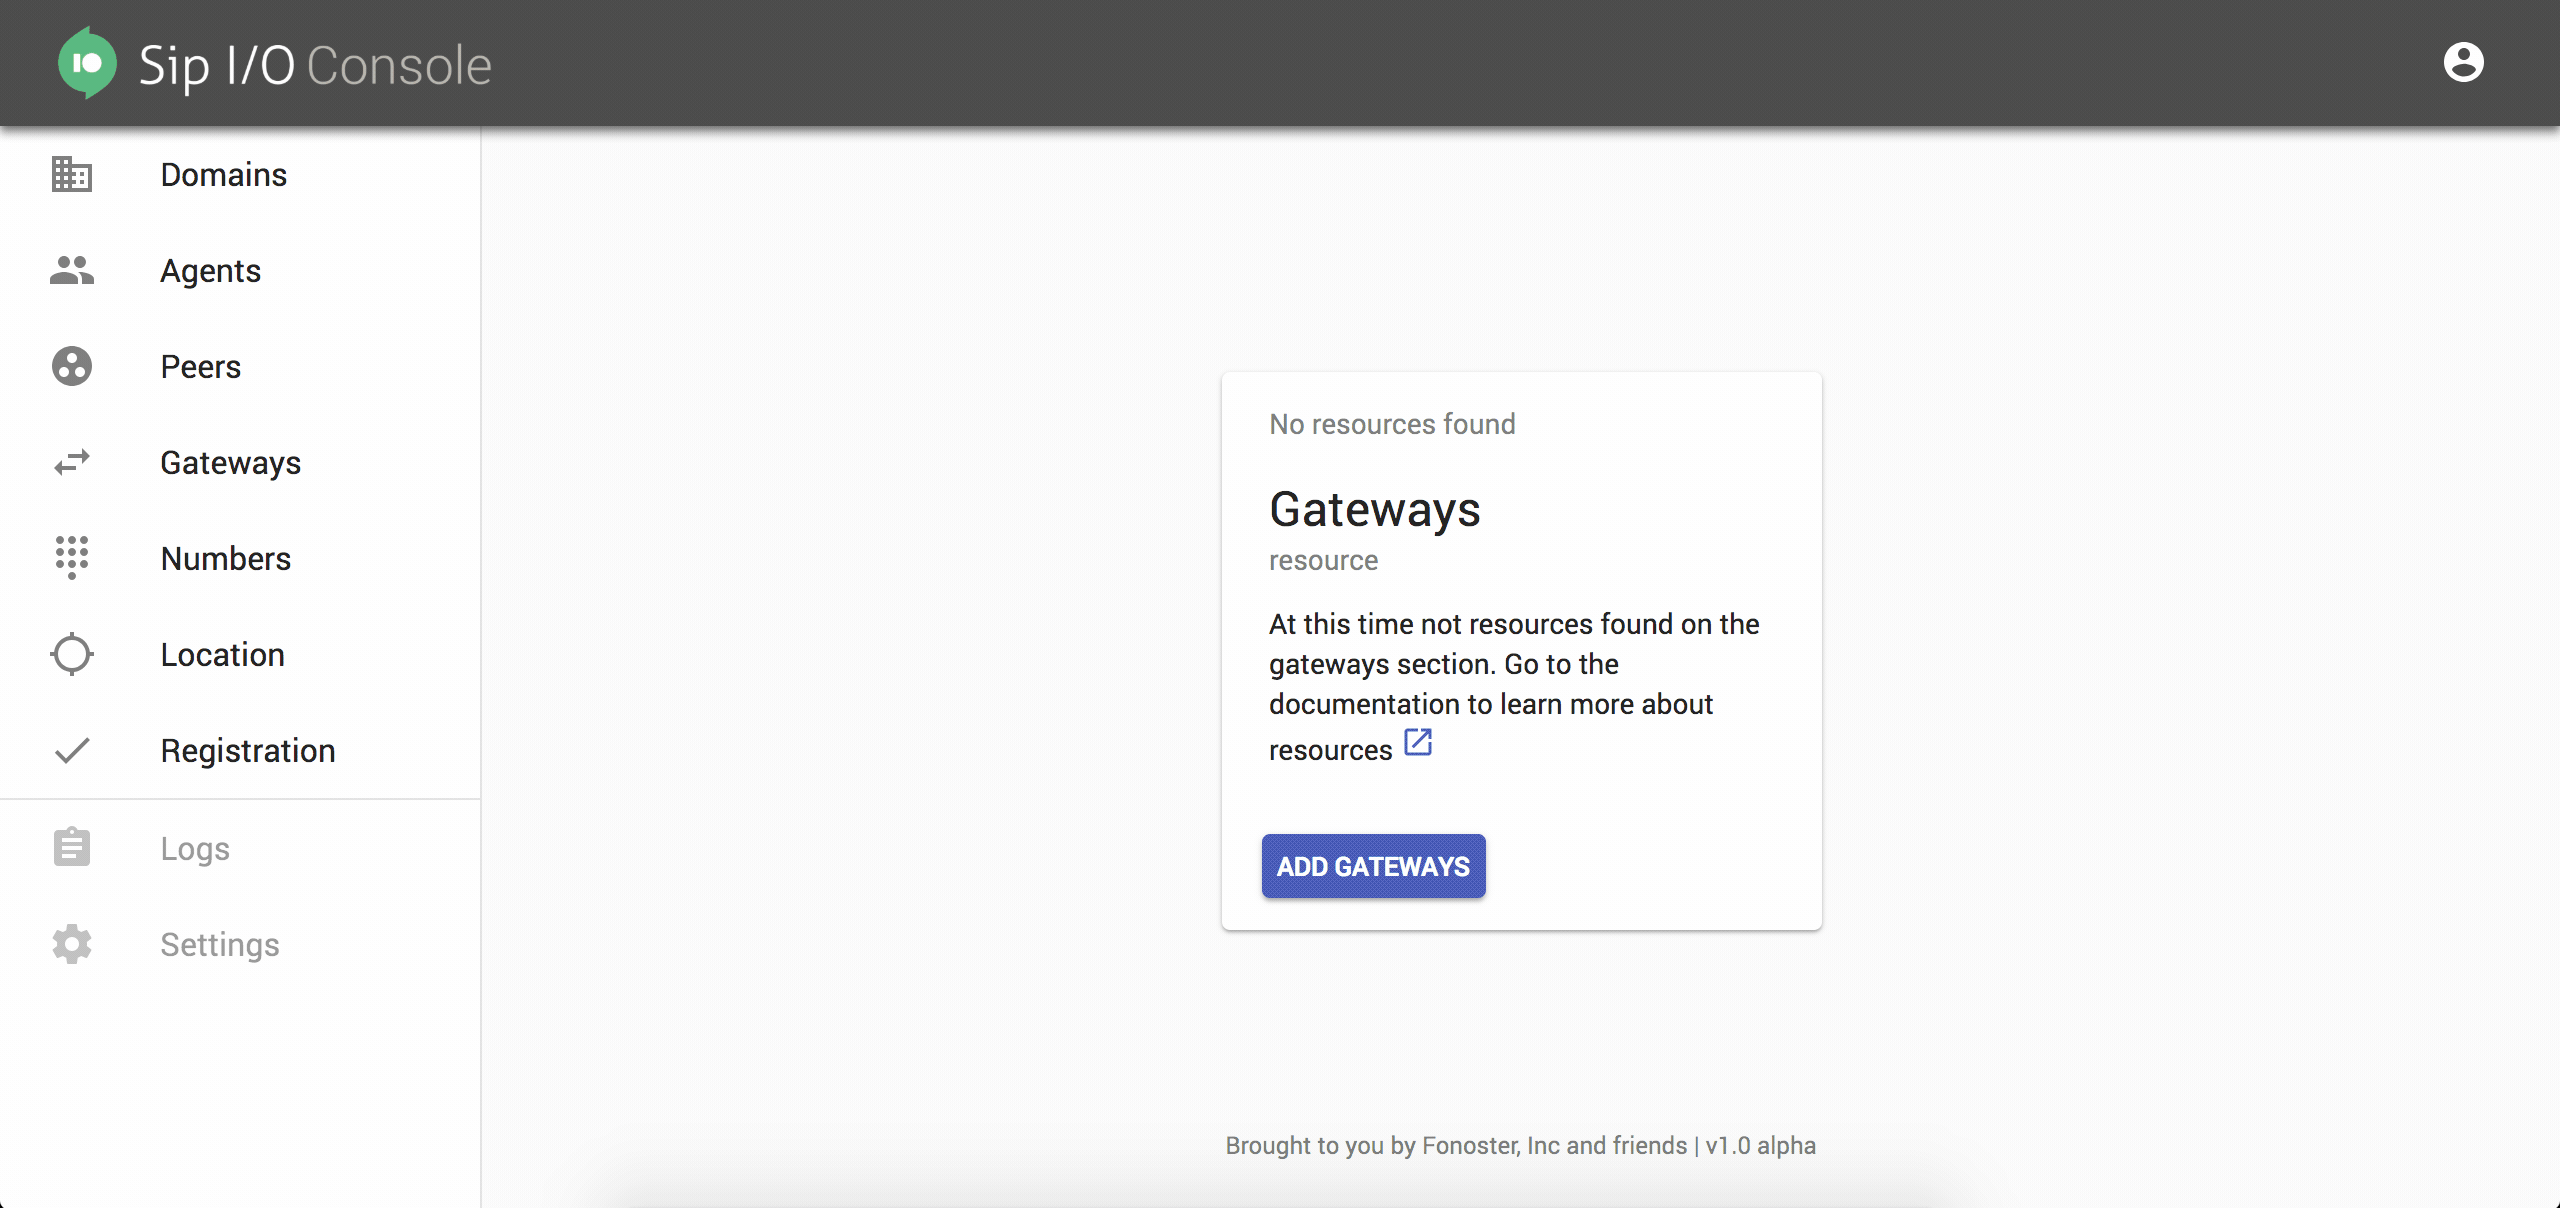 IO Sip I/O Console
Domains
Agents
Peers
Gateways
Numbers
Location
Registration
Logs
Settings
No resources found
Gateways
resource
At this time not resources found on the
gateways section. Go to the
documentation to learn more about
resources
ADD GATEWAYS
Brought to you by Fonoster, Inc and friends | v1.0 alpha